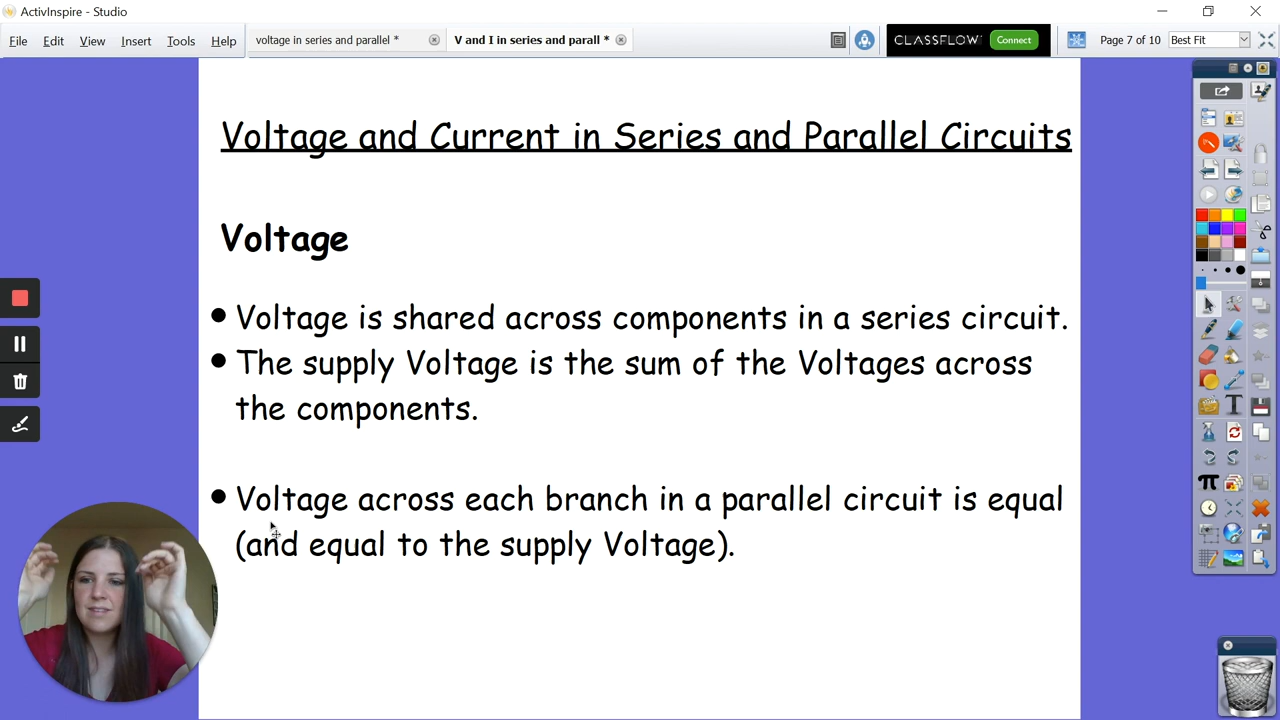 ActivInspire - Studio
File Edit View Insert Tools Help
voltage in series and parallel *
V and I in series and parall *
CLASSFLOW Connect
Page 7 of 10
Best Fit
Voltage and Current in Series and Parallel Circuits
Voltage
• Voltage is shared across components in a series circuit.
• The supply Voltage is the sum of the Voltages across
the components.
• Voltage across each branch in a parallel circuit is equal
(and equal to the supply Voltage).